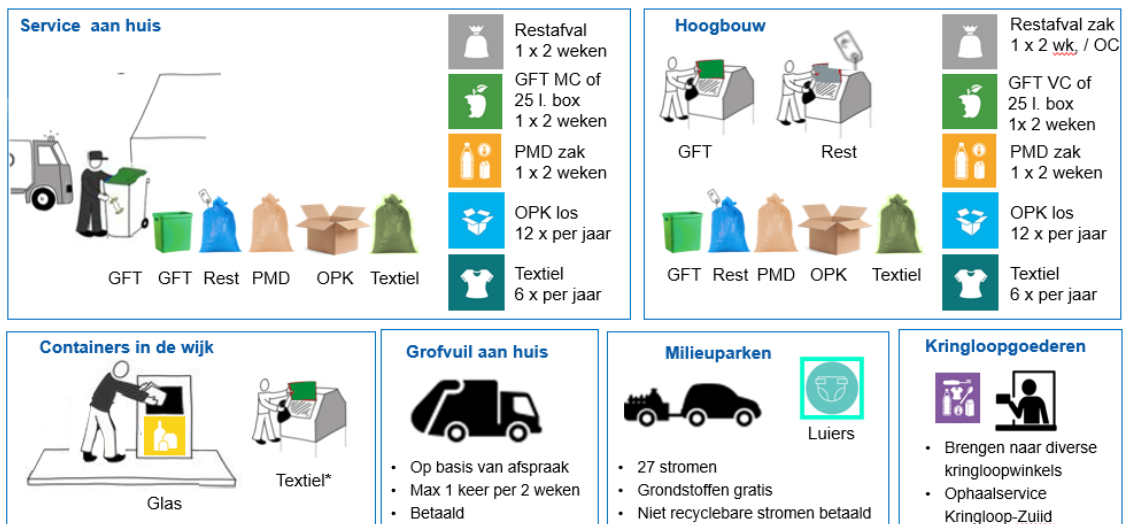 Service aan huis
Restafval
1 x 2 weken
GFT MC of
25 l. box
1 x 2 weken
PMD zak
1 x 2 weken
OPK los
12 x per jaar
Textiel
6 x per jaar
GFT GFT Rest PMD OPK Textiel
Hoogbouw
GFT Rest
Restafval zak
1 x 2 wk. / OC
GFT VC of
25 l. box
1x 2 weken
PMD zak
1 x 2 weken
OPK los
12 x per jaar
Textiel
6 x per jaar
GFT Rest PMD OPK Textiel
Containers in de wijk
Glas
Textiel*
Grofvuil aan huis
• Op basis van afspraak
• Max 1 keer per 2 weken
• Betaald
Milieuparken
Luiers
• 27 stromen
• Grondstoffen gratis
• Niet recyclebare stromen betaald
Kringloopgoederen
• Brengen naar diverse
kringloopwinkels
• Ophaalservice
Kringloop-Zuijd